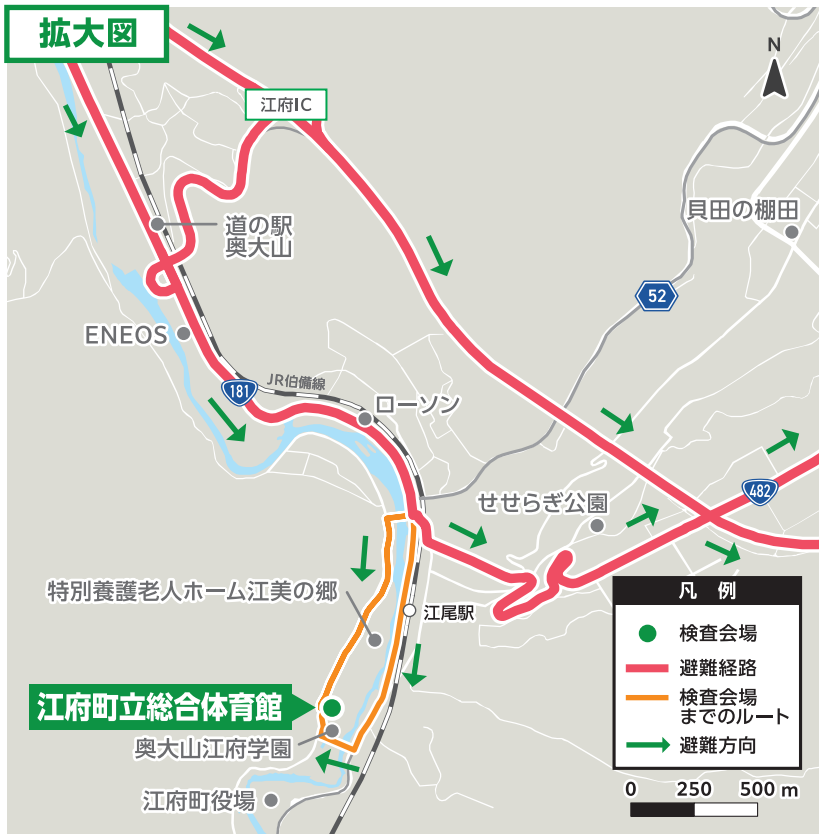 拡大図
N
江府IC
道の駅
奥大山
貝田の棚田
52
ENEOS
JR伯備線
181
ローソン
482
せせらぎ公園
特別養護老人ホーム江美の郷
江尾駅
江府町立総合体育館
奥大山江府学園
江府町役場
凡 例
検査会場
避難経路
検査会場
までのルート
避難方向
0 250 500 m